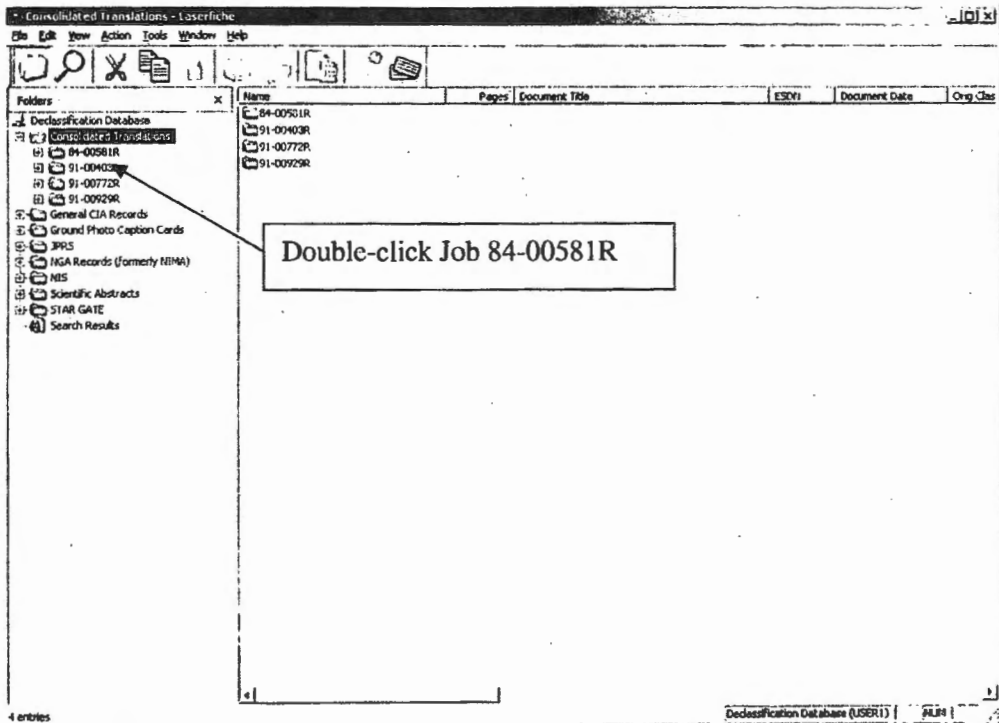 Consolidated Translations - Laserfiche
File Edit View Action Tools Window Help
Folders x
Name Pages Document Title ESDN Document Date Orig Clas
Declassification Database
Consolidated Translations
84-00581R
91-00403R
91-00772R
91-00929R
General CIA Records
Ground Photo Caption Cards
JPRS
NGA Records (formerly NIMA)
NIS
Scientific Abstracts
STAR GATE
Search Results
84-00581R
91-00403R
91-00772R
91-00929R
Double-click Job 84-00581R
4 entries
Declassification Database (USER1) NUM